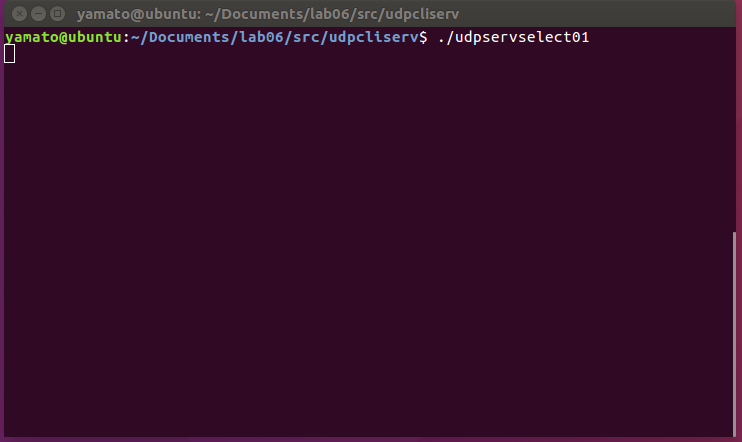 yamato@ubuntu: ~/Documents/lab06/src/udpcliserv
yamato@ubuntu:~/Documents/lab06/src/udpcliserv$ ./udpservselect01